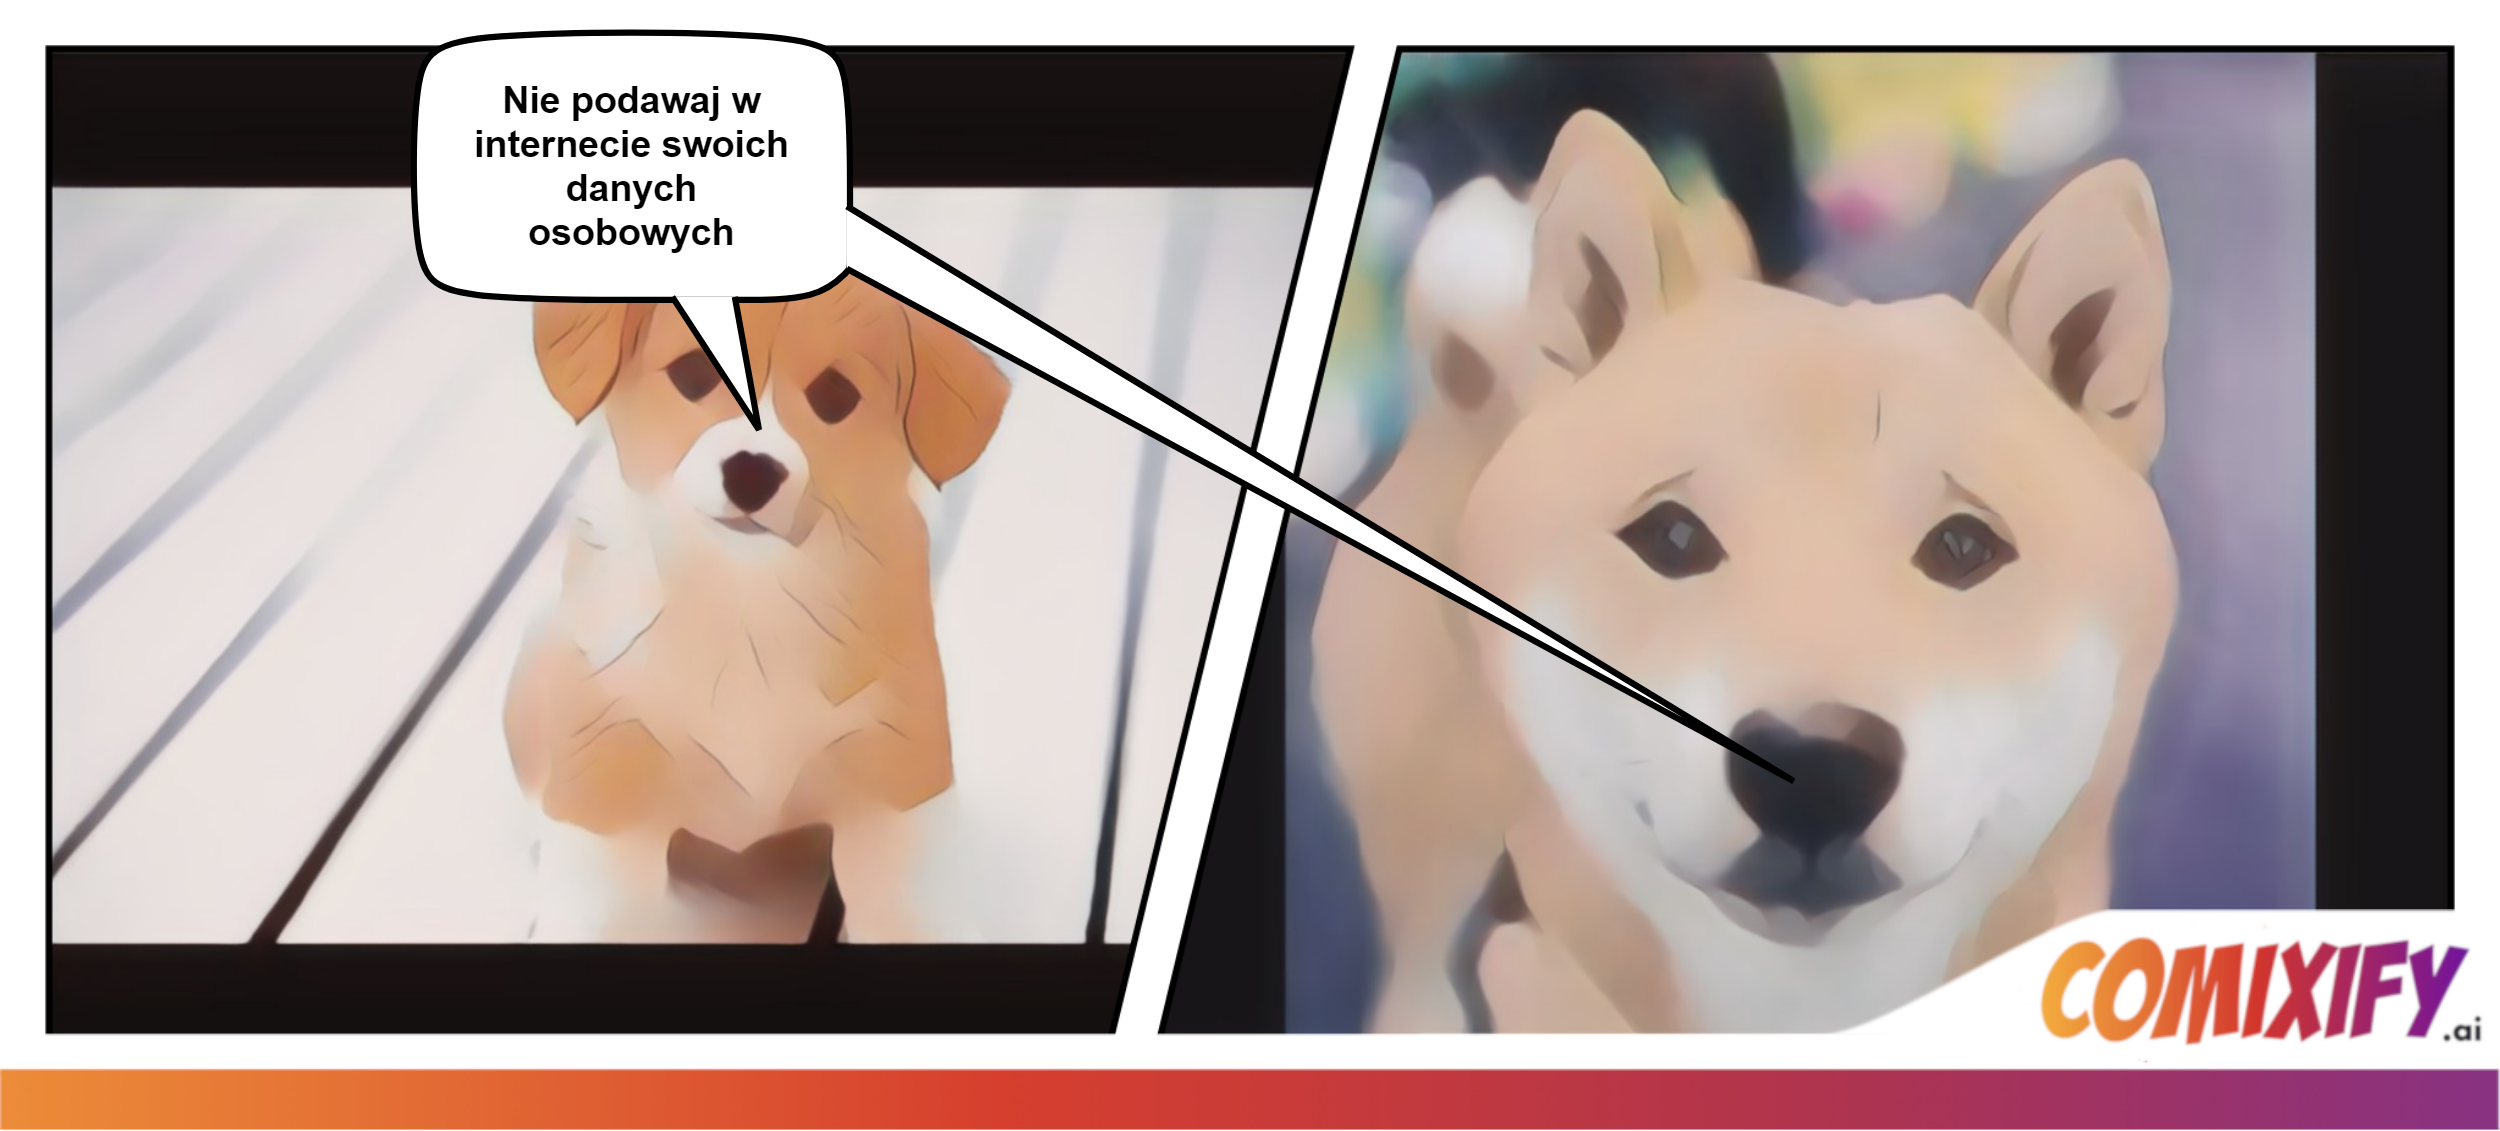 Nie podawaj w
internecie swoich
danych
osobowych
COMIXIFY.ai